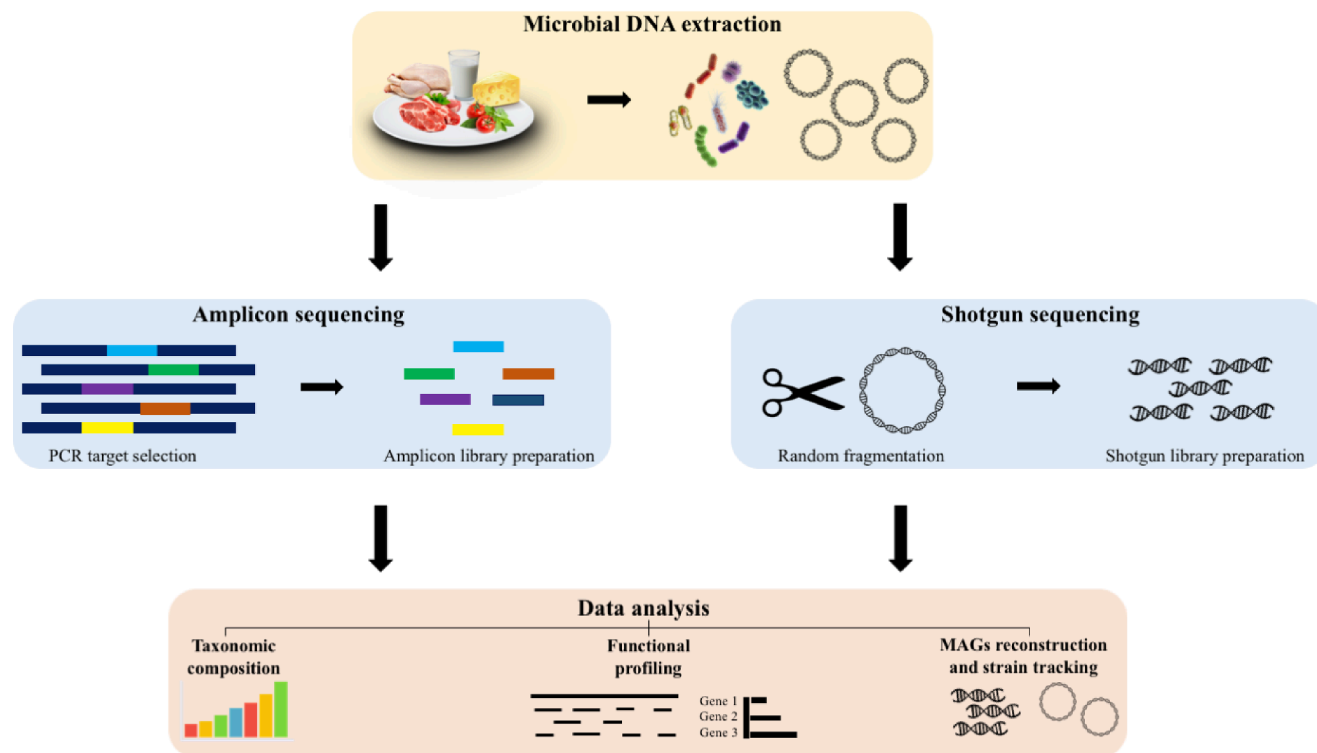 Microbial DNA extraction
Amplicon sequencing
PCR target selection
Amplicon library preparation
Shotgun sequencing
Random fragmentation
Shotgun library preparation
Data analysis
Taxonomic
composition
Functional
profiling
Gene 1
Gene 2
Gene 3
MAGs reconstruction
and strain tracking